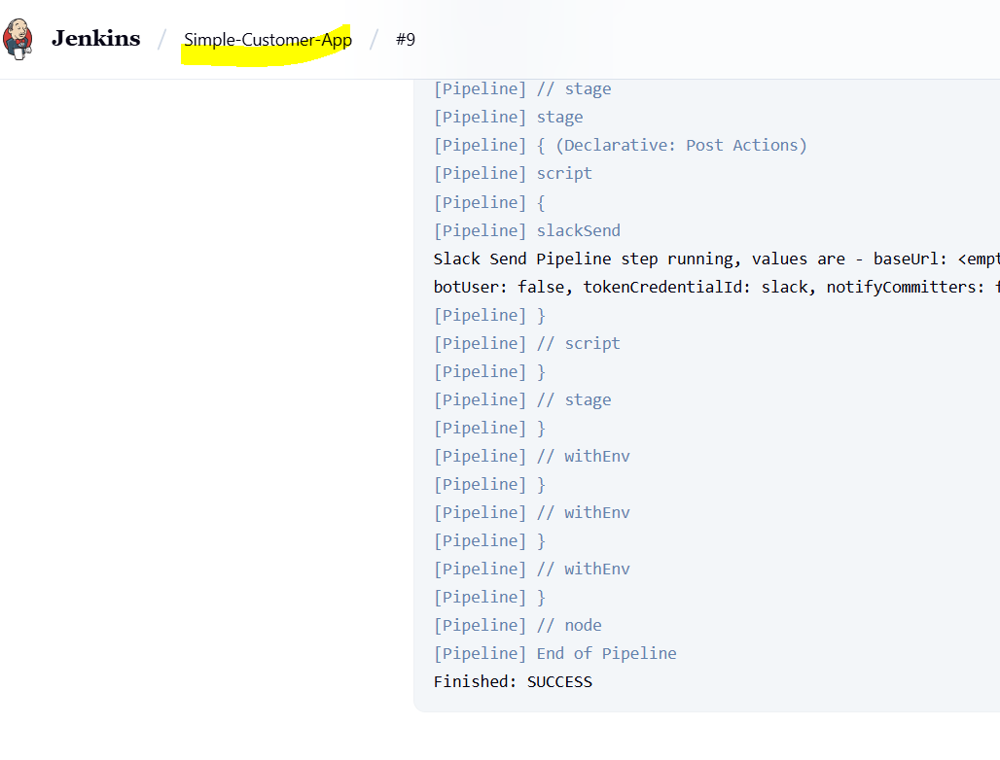 Jenkins / Simple-Customer-App / #9
[Pipeline] // stage
[Pipeline] stage
[Pipeline] { (Declarative: Post Actions)
[Pipeline] script
[Pipeline] {
[Pipeline] slackSend
Slack Send Pipeline step running, values are - baseUrl: <empt
botUser: false, tokenCredentialId: slack, notifyCommitters: f
[Pipeline] }
[Pipeline] // script
[Pipeline] }
[Pipeline] // stage
[Pipeline] }
[Pipeline] // withEnv
[Pipeline] }
[Pipeline] // withEnv
[Pipeline] }
[Pipeline] // withEnv
[Pipeline] }
[Pipeline] // node
[Pipeline] End of Pipeline
Finished: SUCCESS